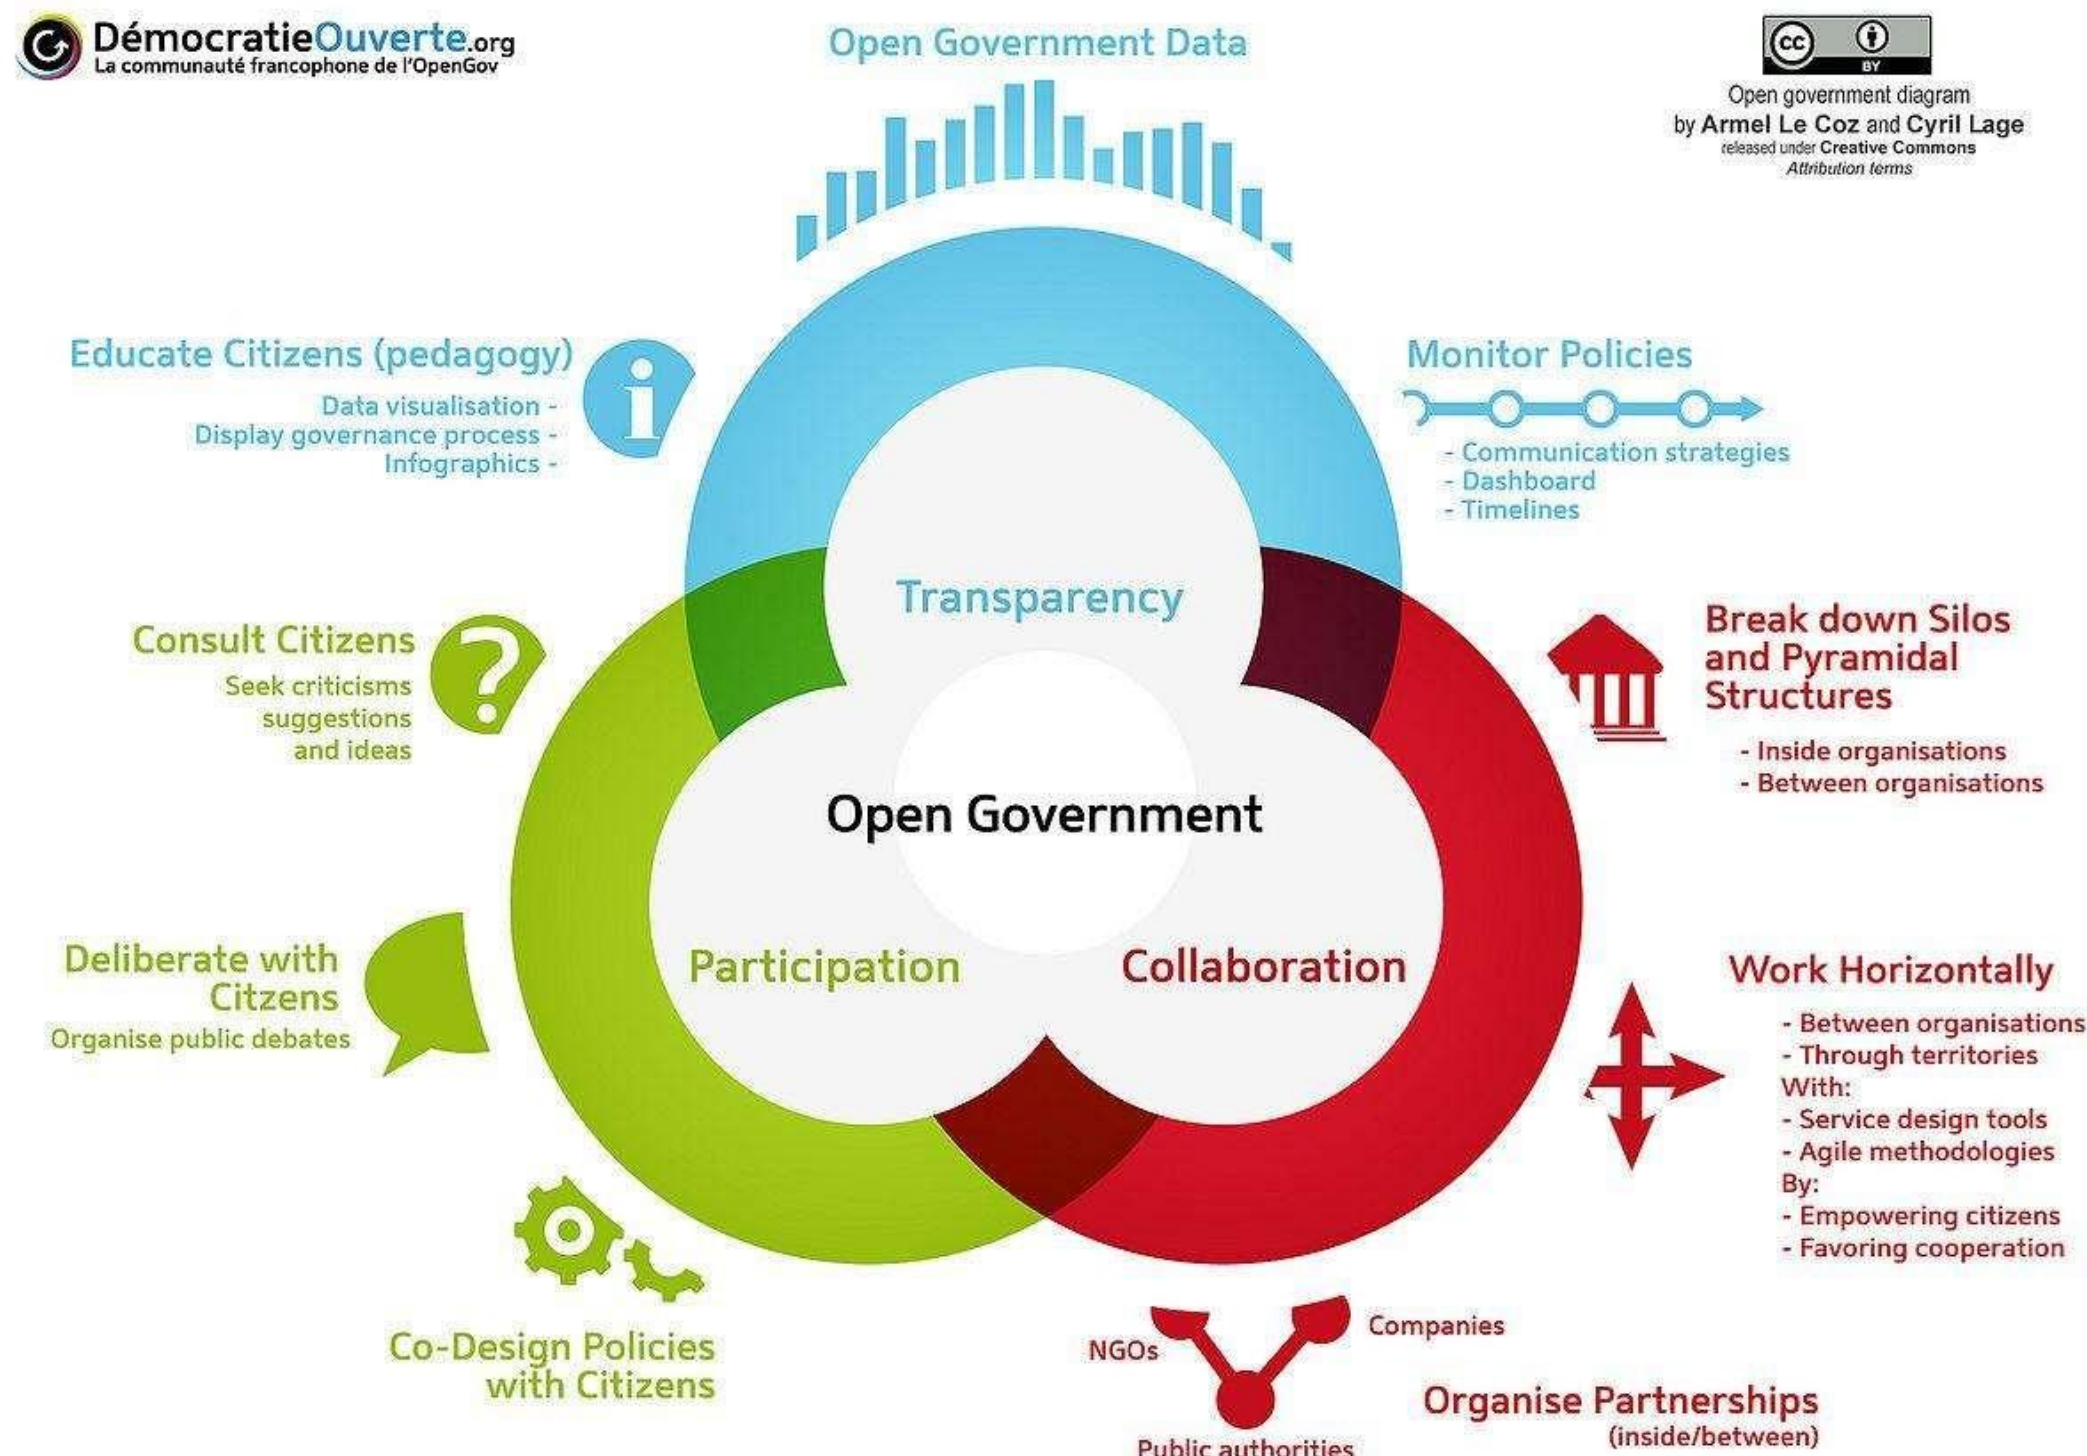 DémocratieOuverte.org
La communauté francophone de l'OpenGov
Open Government Data
CC BY
Open government diagram
by Armel Le Coz and Cyril Lage
released under Creative Commons
Attribution terms
Educate Citizens (pedagogy)
Data visualisation -
Display governance process -
Infographics -
i
Monitor Policies
- Communication strategies
- Dashboard
- Timelines
Transparency
Consult Citizens
Seek criticisms
suggestions
and ideas
?
Break down Silos
and Pyramidal
Structures
- Inside organisations
- Between organisations
Open Government
Participation
Collaboration
Deliberate with
Citzens
Organise public debates
Work Horizontally
- Between organisations
- Through territories
With:
- Service design tools
- Agile methodologies
By:
- Empowering citizens
- Favoring cooperation
Co-Design Policies
with Citizens
NGOs
Companies
Public authorities
Organise Partnerships
(inside/between)